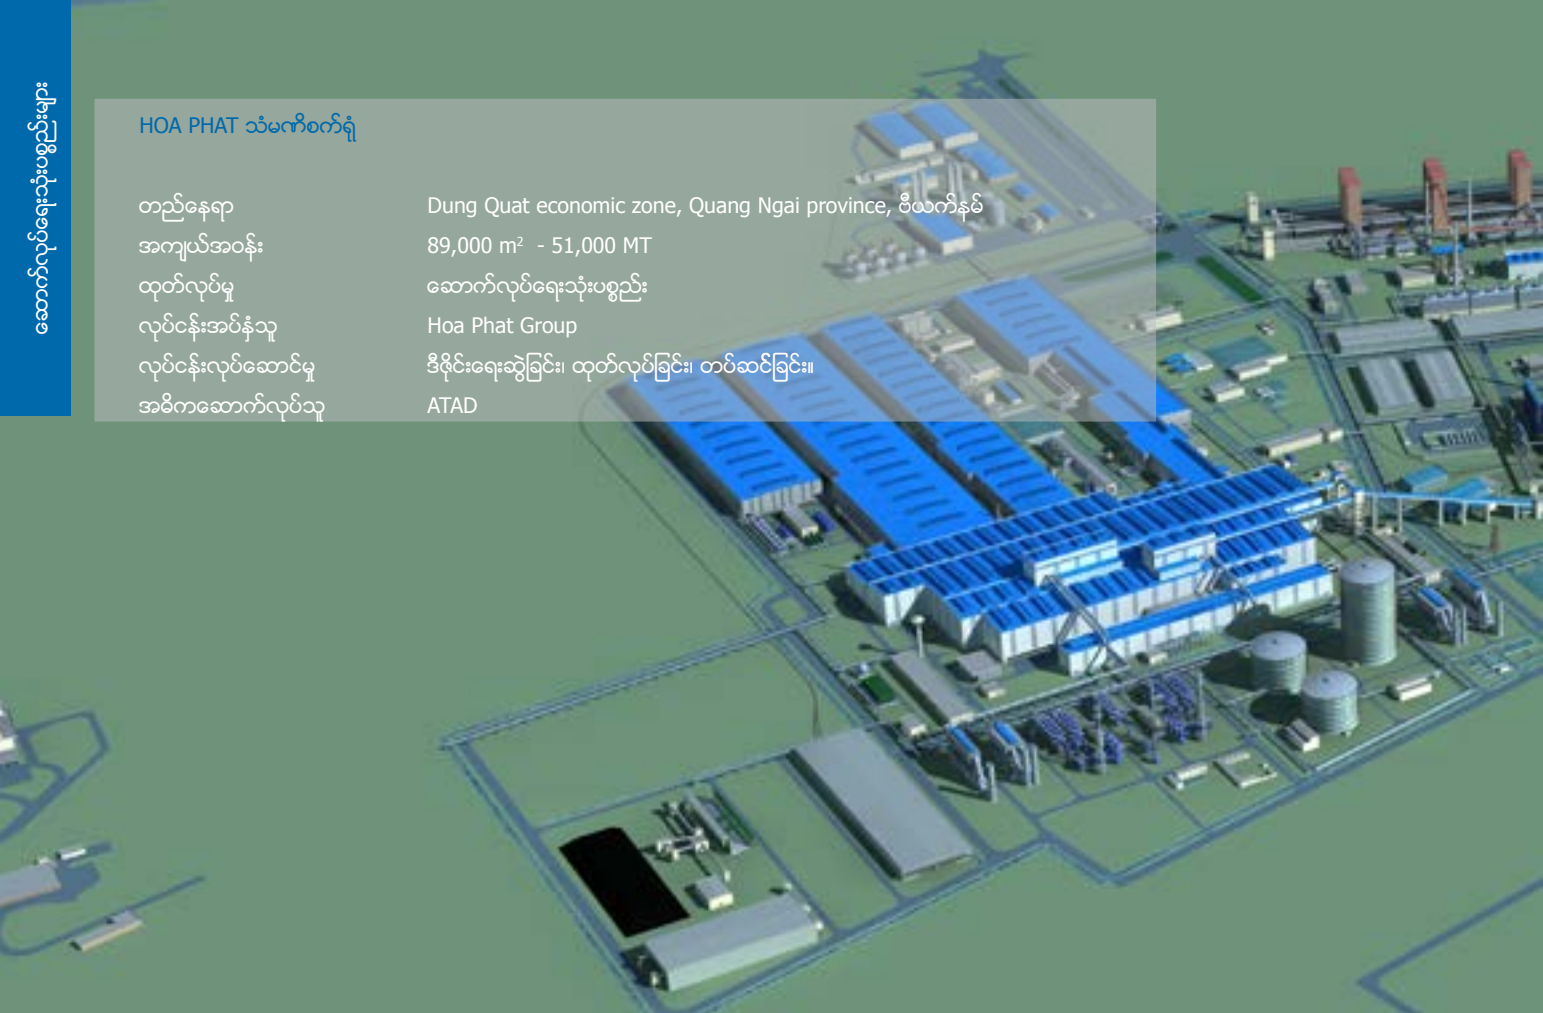 ဆောက်လုပ်ရေးသုံးပစ္စည်းများ
HOA PHAT သံမဏိစက်ရုံ
တည်နေရာ Dung Quat economic zone, Quang Ngai province, ဗီယက်နမ်
အကျယ်အဝန်း 89,000 m² - 51,000 MT
ထုတ်လုပ်မှု ဆောက်လုပ်ရေးသုံးပစ္စည်း
လုပ်ငန်းအပ်နှံသူ Hoa Phat Group
လုပ်ငန်းလုပ်ဆောင်မှု ဒီဇိုင်းရေးဆွဲခြင်း၊ ထုတ်လုပ်ခြင်း၊ တပ်ဆင်ခြင်း။
အဓိကဆောက်လုပ်သူ ATAD